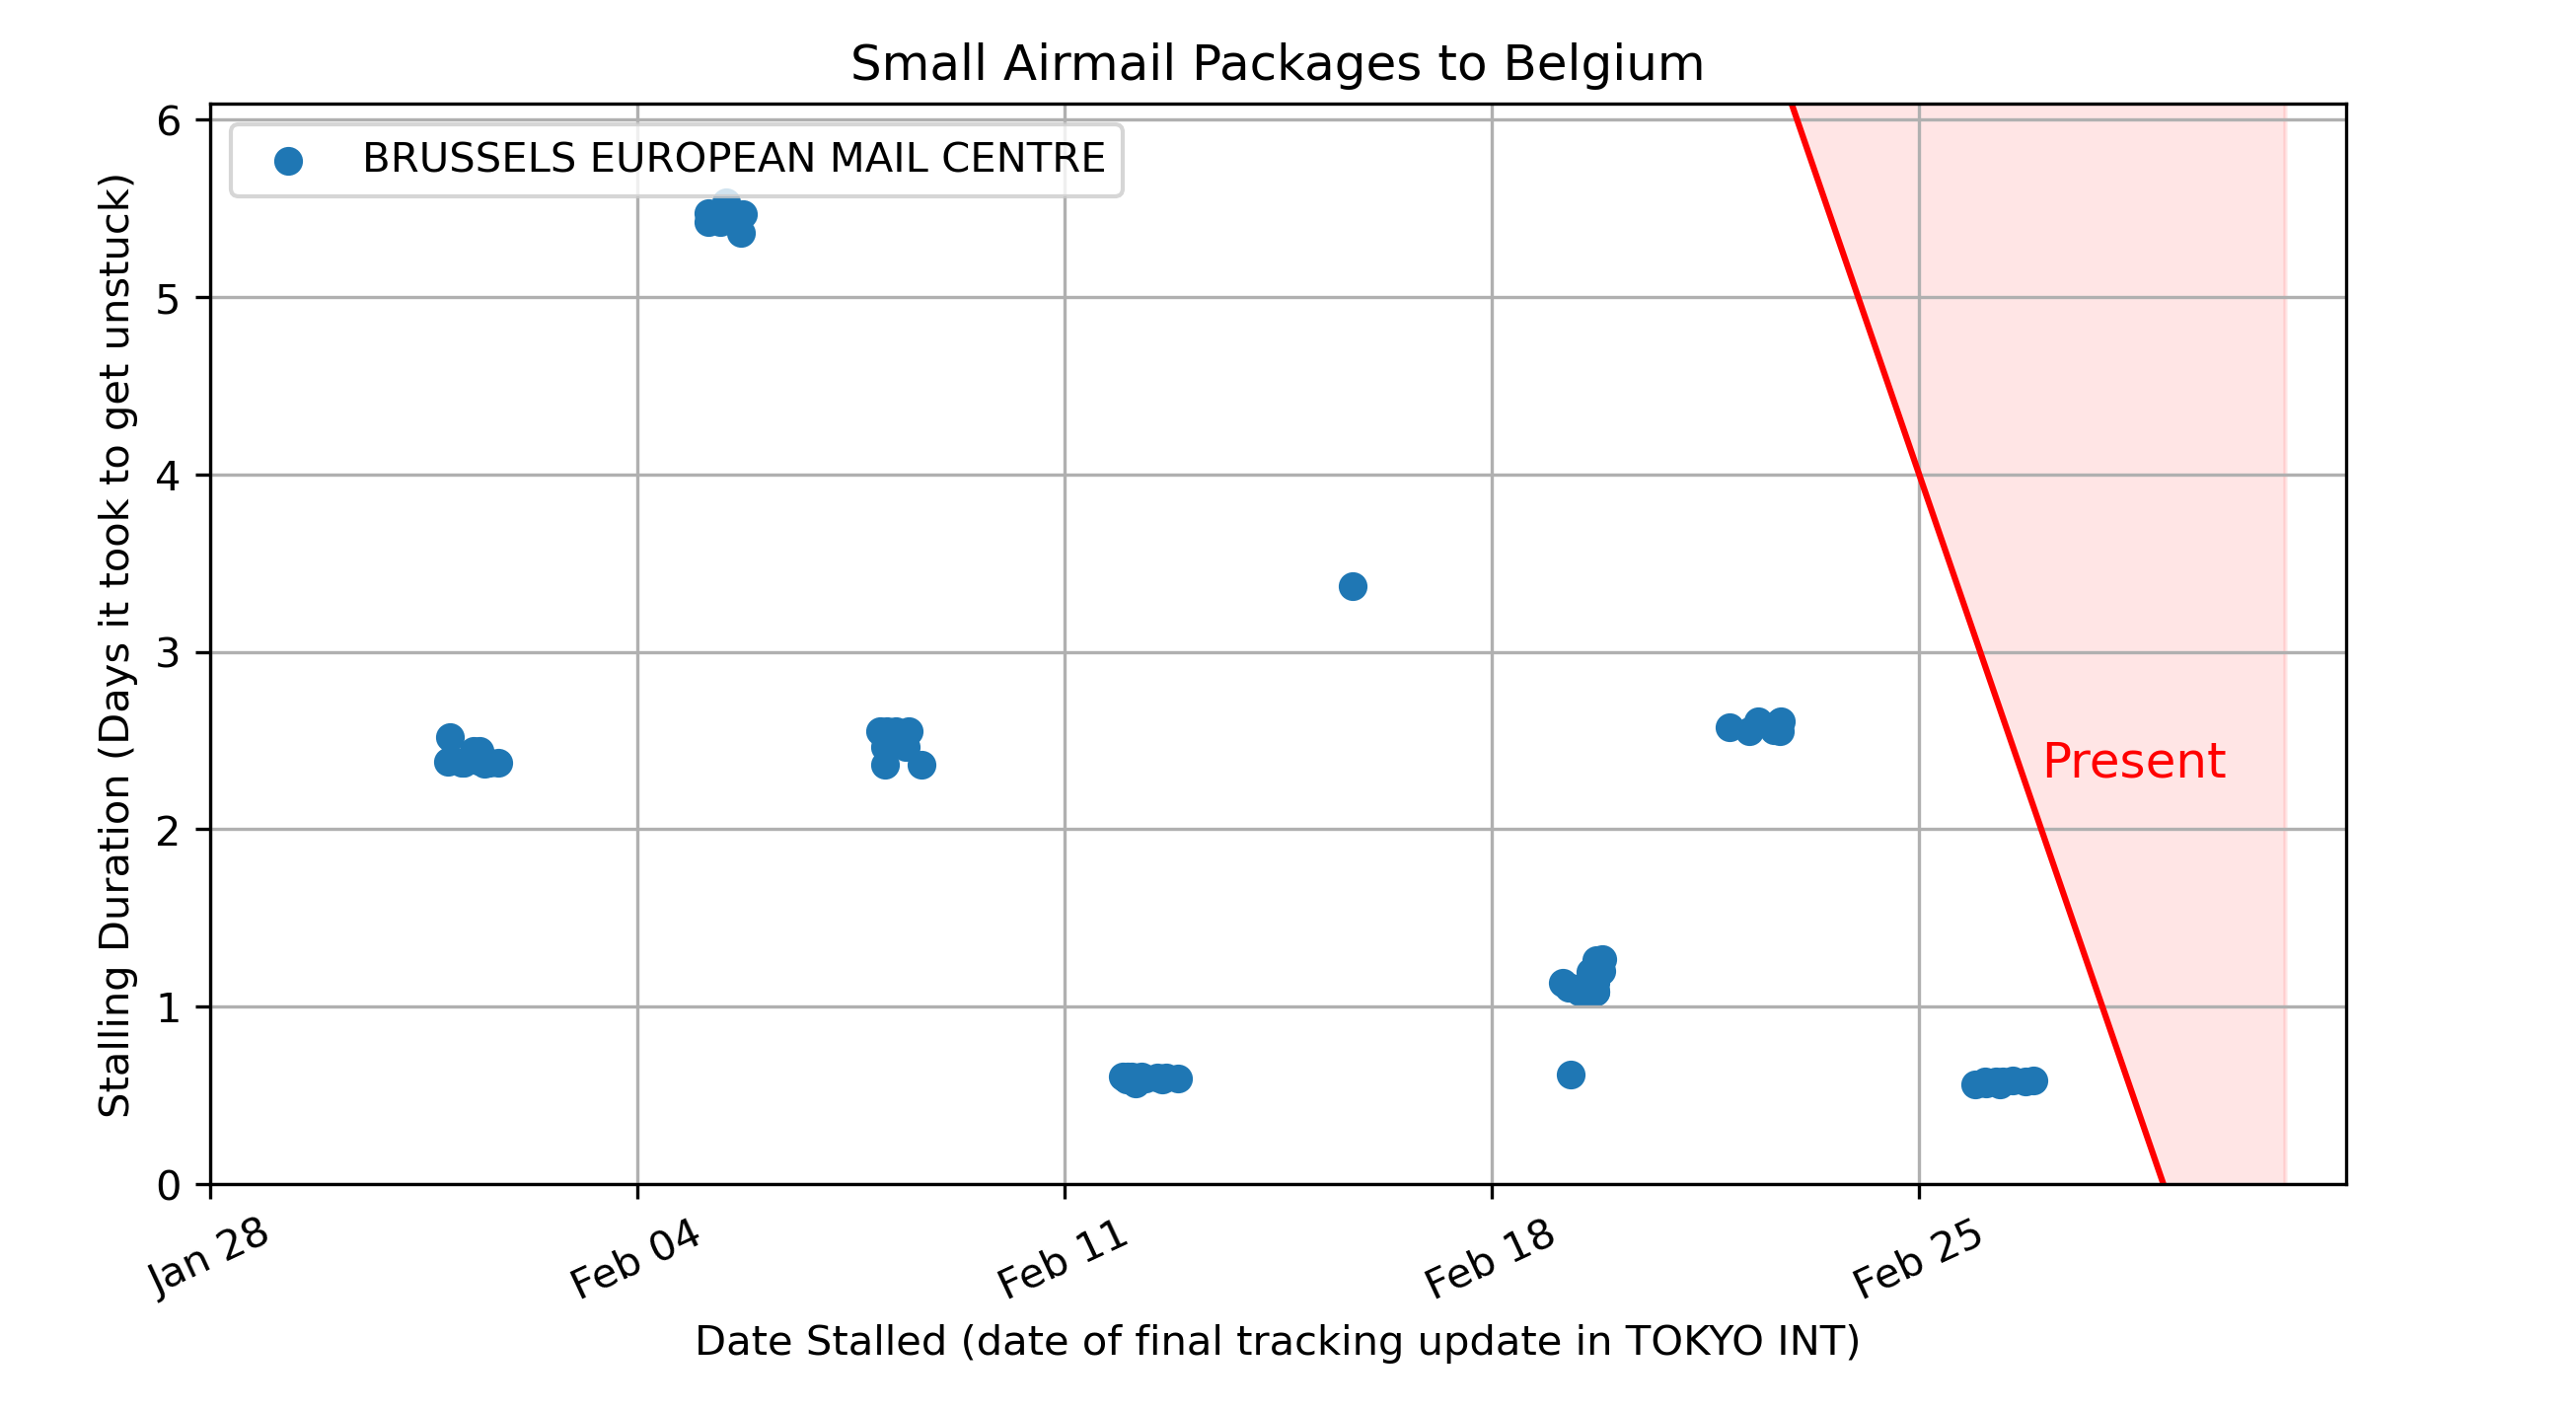 Small Airmail Packages to Belgium
BRUSSELS EUROPEAN MAIL CENTRE
Stalling Duration (Days it took to get unstuck)
6
5
4
3
2
1
0
Present
Jan 28
Feb 04
Feb 11
Feb 18
Feb 25
Date Stalled (date of final tracking update in TOKYO INT)